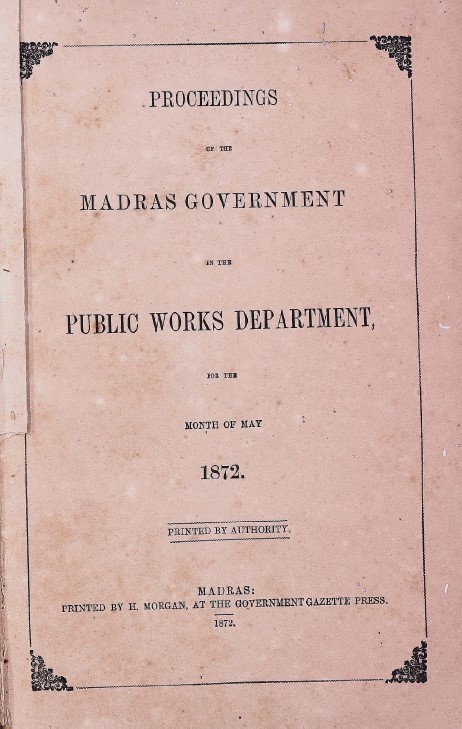 PROCEEDINGS
OF THE
MADRAS GOVERNMENT
IN THE
PUBLIC WORKS DEPARTMENT,
FOR THE
MONTH OF MAY
1872.
PRINTED BY AUTHORITY.
MADRAS:
PRINTED BY H. MORGAN, AT THE GOVERNMENT GAZETTE PRESS.
1872.